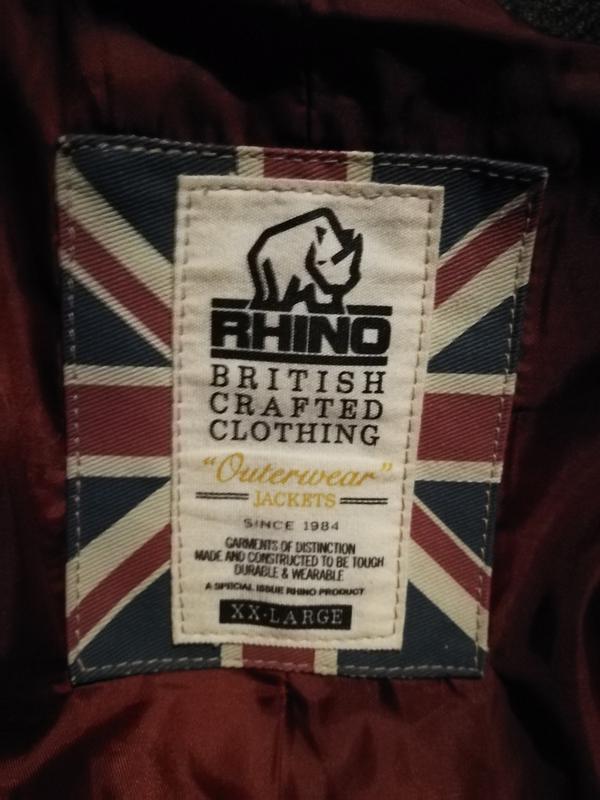 RHINO
BRITISH
CRAFTED
CLOTHING
"Outerwear"
JACKETS
SINCE 1984
GARMENTS OF DISTINCTION
MADE AND CONSTRUCTED TO BE TOUGH
DURABLE & WEARABLE
A SPECIAL ISSUE RHINO PRODUCT
XX-LARGE